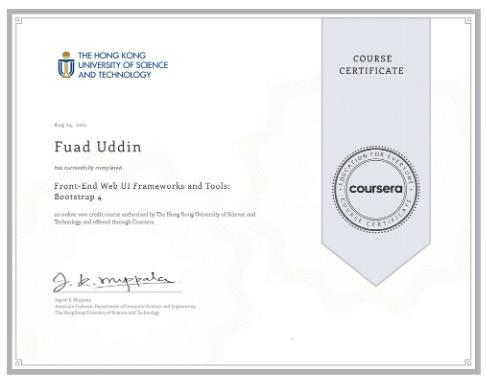 THE HONG KONG
UNIVERSITY OF SCIENCE
AND TECHNOLOGY
COURSE
CERTIFICATE
Fuad Uddin
has successfully completed
Front-End Web UI Frameworks and Tools:
Bootstrap 4
an online non-credit course authorized by The Hong Kong University of Science and
Technology and offered through Coursera
EDUCATION FOR EVERYONE
coursera
COURSE CERTIFICATE
J.K. Muppala
Jogesh K. Muppala
Associate Professor, Department of Computer Science and Engineering
The Hong Kong University of Science and Technology